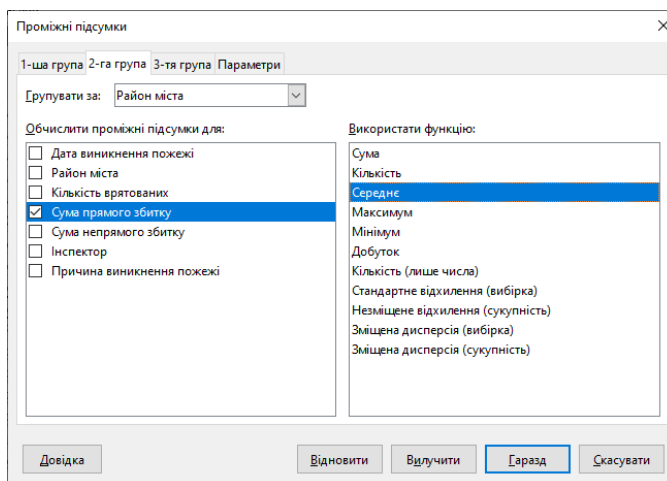 Проміжні підсумки
1-ша група 2-га група 3-тя група Параметри
Групувати за: Район міста
Обчислити проміжні підсумки для:
Дата виникнення пожежі
Район міста
Кількість врятованих
Сума прямого збитку
Сума непрямого збитку
Інспектор
Причина виникнення пожежі
Використати функцію:
Сума
Кількість
Середнє
Максимум
Мінімум
Добуток
Кількість (лише числа)
Стандартне відхилення (вибірка)
Незміщене відхилення (сукупність)
Зміщена дисперсія (вибірка)
Зміщена дисперсія (сукупність)
Довідка Відновити Вилучити Гаразд Скасувати